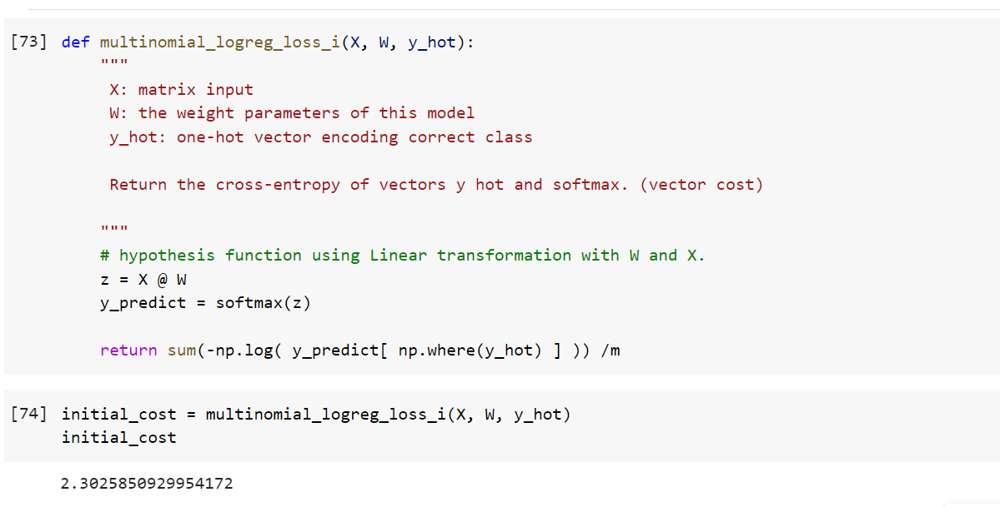 [73] def multinomial_logreg_loss_i(X, W, y_hot):
"""
X: matrix input
W: the weight parameters of this model
y_hot: one-hot vector encoding correct class
Return the cross-entropy of vectors y hot and softmax. (vector cost)
"""
# hypothesis function using Linear transformation with W and X.
z = X @ W
y_predict = softmax(z)
return sum(-np.log( y_predict[ np.where(y_hot) ] )) /m
[74] initial_cost = multinomial_logreg_loss_i(X, W, y_hot)
initial_cost
2.3025850929954172